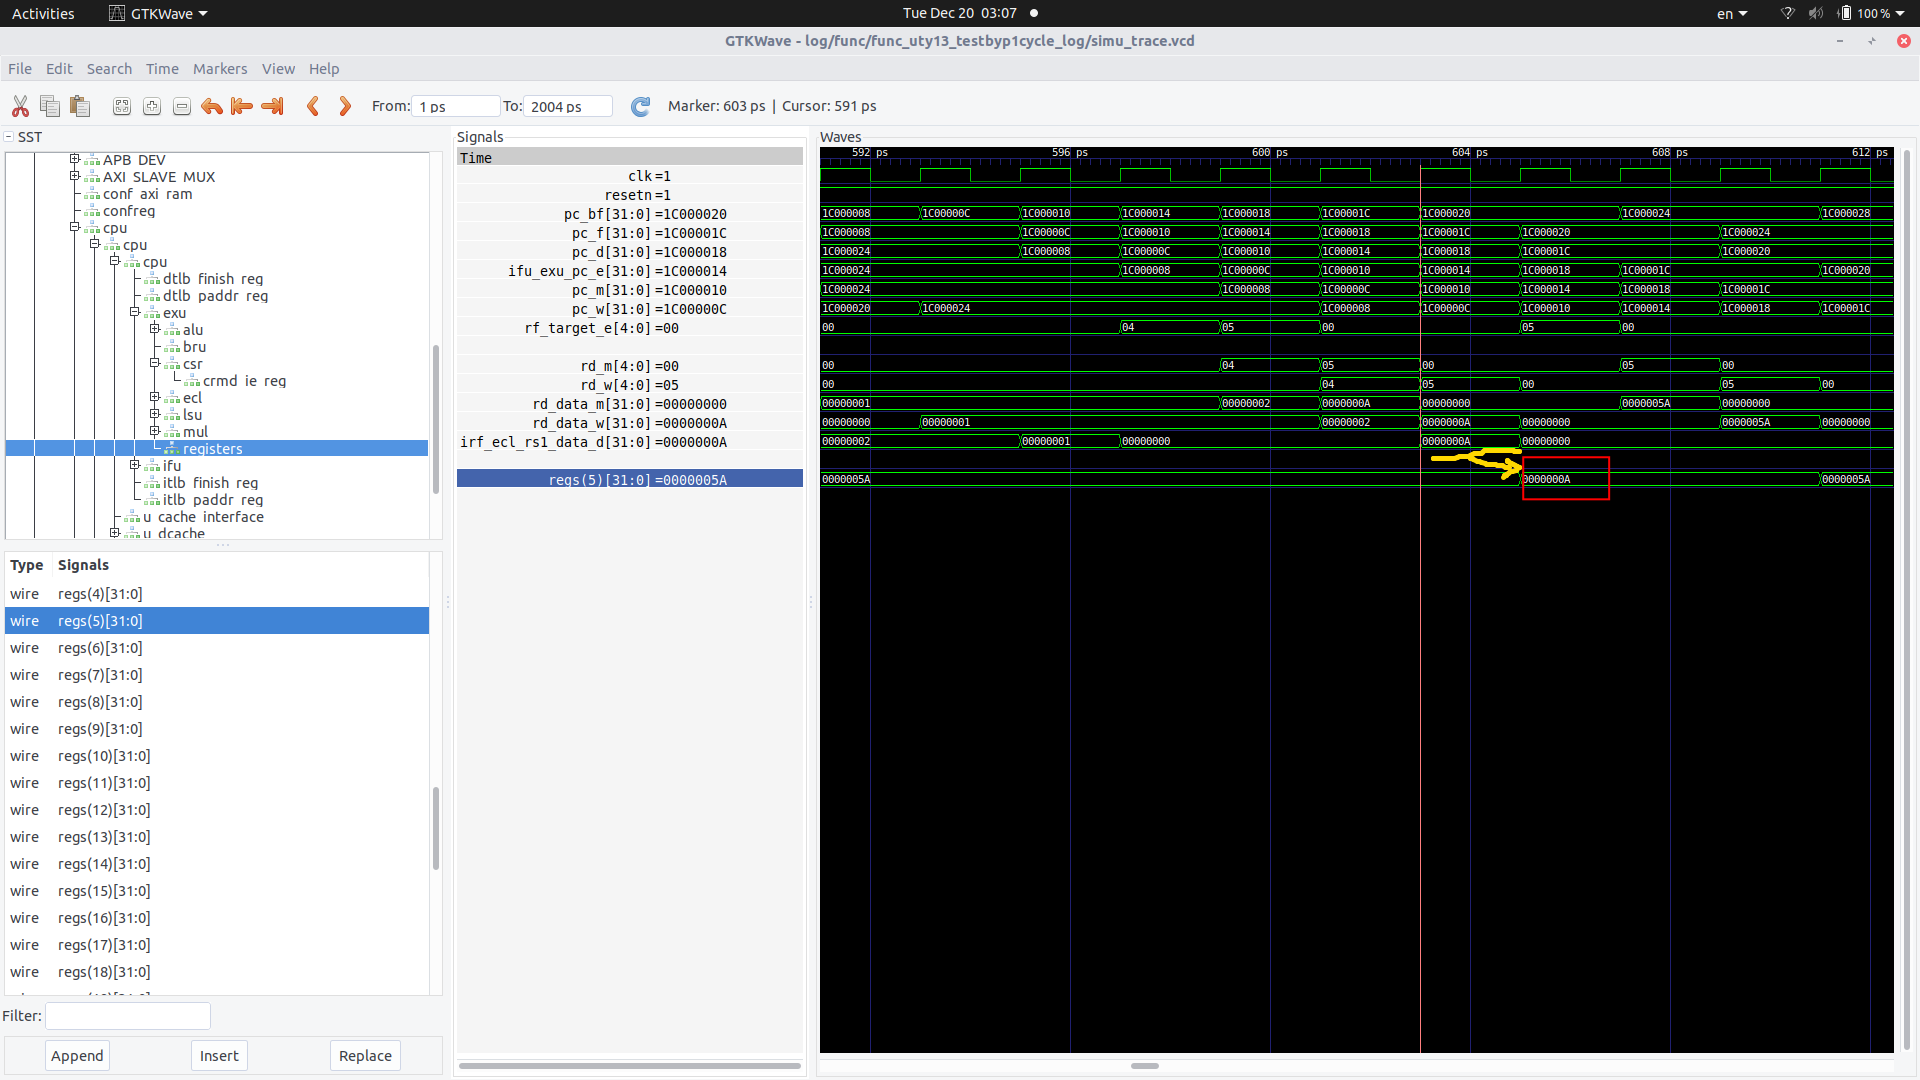 Activities GTKWave Tue Dec 20 03:07 en 100 %
GTKWave - log/func/func_uty13_testbyp1cycle_log/simu_trace.vcd
File Edit Search Time Markers View Help
From: 1 ps To: 2004 ps Marker: 603 ps | Cursor: 591 ps
SST
APB DEV
AXI SLAVE MUX
conf axi ram
confreg
cpu
cpu
cpu
dtlb finish reg
dtlb paddr reg
exu
alu
bru
csr
crmd ie reg
ecl
lsu
mul
registers
ifu
itlb finish reg
itlb paddr reg
u cache interface
u dcache
Type Signals
wire regs(4)[31:0]
wire regs(5)[31:0]
wire regs(6)[31:0]
wire regs(7)[31:0]
wire regs(8)[31:0]
wire regs(9)[31:0]
wire regs(10)[31:0]
wire regs(11)[31:0]
wire regs(12)[31:0]
wire regs(13)[31:0]
wire regs(14)[31:0]
wire regs(15)[31:0]
wire regs(16)[31:0]
wire regs(17)[31:0]
wire regs(18)[31:0]
Filter:
Append Insert Replace
Signals
Time
clk =1
resetn =1
pc_bf[31:0] =1C000020
pc_f[31:0] =1C00001C
pc_d[31:0] =1C000018
ifu_exu_pc_e[31:0] =1C000014
pc_m[31:0] =1C000010
pc_w[31:0] =1C00000C
rf_target_e[4:0] =00
rd_m[4:0] =00
rd_w[4:0] =05
rd_data_m[31:0] =00000000
rd_data_w[31:0] =0000000A
irf_ecl_rs1_data_d[31:0] =0000000A
regs(5)[31:0] =0000005A
Waves
592 ps 596 ps 600 ps 604 ps 608 ps 612 ps
1C000008 1C00000C 1C000010 1C000014 1C000018 1C00001C 1C000020 1C000024 1C000028
1C000008 1C00000C 1C000010 1C000014 1C000018 1C00001C 1C000020 1C000024
1C000024 1C000008 1C00000C 1C000010 1C000014 1C000018 1C00001C 1C000020
1C000024 1C000008 1C00000C 1C000010 1C000014 1C000018 1C00001C 1C000020
1C000024 1C000008 1C00000C 1C000010 1C000014 1C000018 1C00001C
1C000020 1C000024 1C000008 1C00000C 1C000010 1C000014 1C000018 1C00001C
00 04 05 00 05 00
00 04 05 00 05 00
00 04 05 00 05 00
00000001 00000002 0000000A 00000000 0000005A 00000000
00000000 00000001 00000002 0000000A 00000000 0000005A 00000000
00000002 00000001 00000000 0000000A 00000000
0000005A 0000000A 0000005A